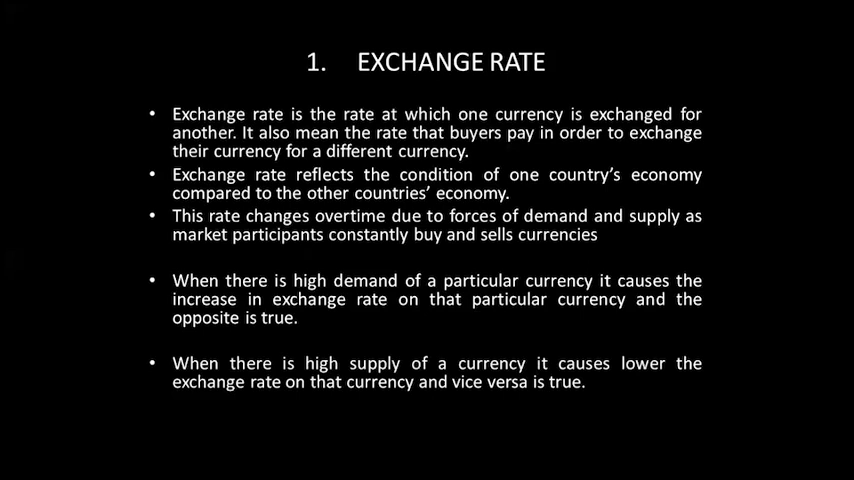 1. EXCHANGE RATE
• Exchange rate is the rate at which one currency is exchanged for
another. It also mean the rate that buyers pay in order to exchange
their currency for a different currency.
• Exchange rate reflects the condition of one country's economy
compared to the other countries' economy.
• This rate changes overtime due to forces of demand and supply as
market participants constantly buy and sells currencies
• When there is high demand of a particular currency it causes the
increase in exchange rate on that particular currency and the
opposite is true.
• When there is high supply of a currency it causes lower the
exchange rate on that currency and vice versa is true.